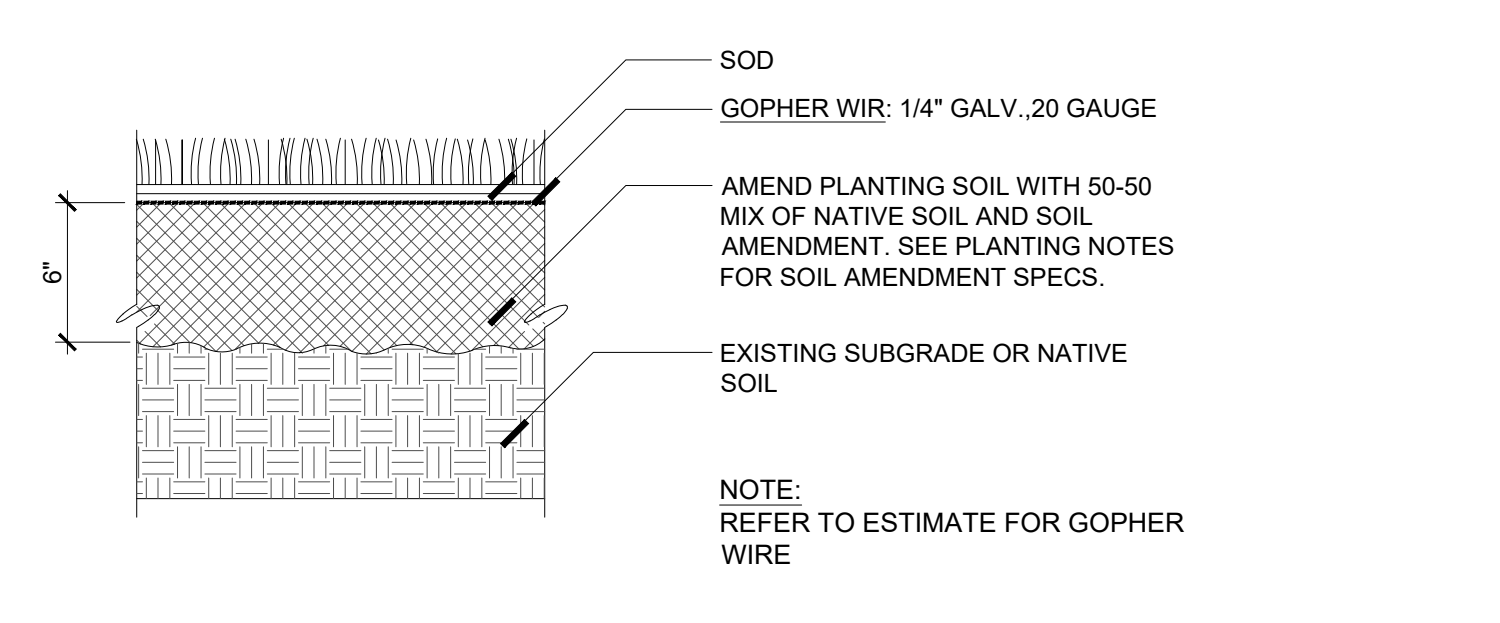 SOD
GOPHER WIR: 1/4" GALV.,20 GAUGE
AMEND PLANTING SOIL WITH 50-50
MIX OF NATIVE SOIL AND SOIL
AMENDMENT. SEE PLANTING NOTES
FOR SOIL AMENDMENT SPECS.
6"
EXISTING SUBGRADE OR NATIVE
SOIL
NOTE:
REFER TO ESTIMATE FOR GOPHER
WIRE